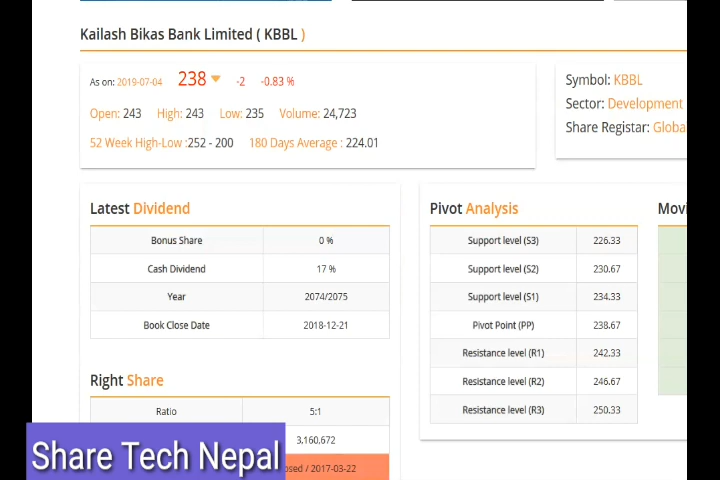 Kailash Bikas Bank Limited ( KBBL )
As on: 2019-07-04 238 -2 -0.83 %
Open: 243 High: 243 Low: 235 Volume: 24,723
52 Week High-Low :252 - 200 180 Days Average : 224.01
Symbol: KBBL
Sector: Development
Share Registar: Globa
Latest Dividend
Bonus Share 0 %
Cash Dividend 17 %
Year 2074/2075
Book Close Date 2018-12-21
Pivot Analysis
Support level (S3) 226.33
Support level (S2) 230.67
Support level (S1) 234.33
Pivot Point (PP) 238.67
Resistance level (R1) 242.33
Resistance level (R2) 246.67
Resistance level (R3) 250.33
Movi
Right Share
Ratio 5:1
3,160,672
osed / 2017-03-22
Share Tech Nepal